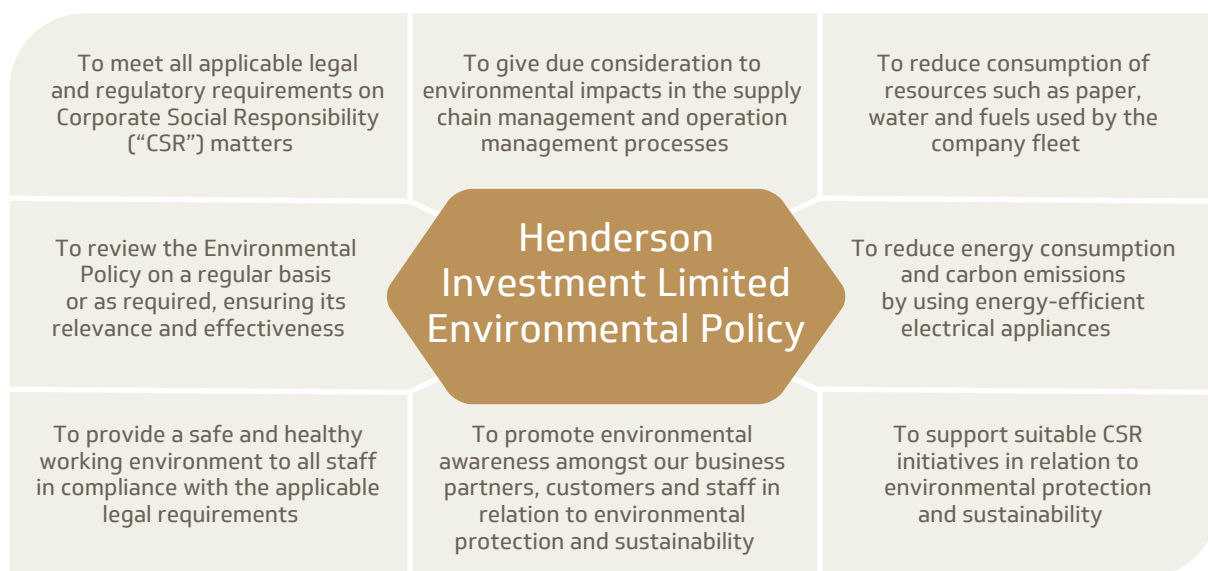 To meet all applicable legal
and regulatory requirements on
Corporate Social Responsibility
(“CSR”) matters
To give due consideration to
environmental impacts in the supply
chain management and operation
management processes
To reduce consumption of
resources such as paper,
water and fuels used by the
company fleet
To review the Environmental
Policy on a regular basis
or as required, ensuring its
relevance and effectiveness
Henderson
Investment Limited
Environmental Policy
To reduce energy consumption
and carbon emissions
by using energy-efficient
electrical appliances
To provide a safe and healthy
working environment to all staff
in compliance with the applicable
legal requirements
To promote environmental
awareness amongst our business
partners, customers and staff in
relation to environmental
protection and sustainability
To support suitable CSR
initiatives in relation to
environmental protection
and sustainability